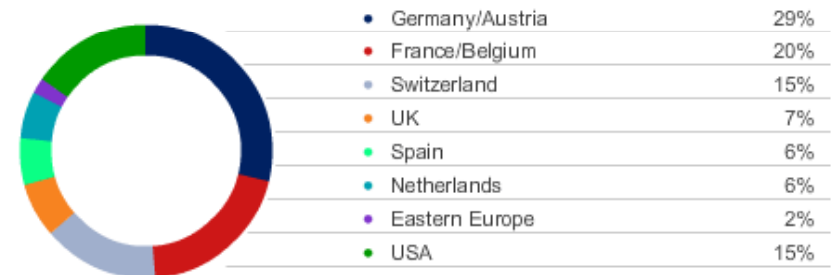 Germany/Austria 29%
France/Belgium 20%
Switzerland 15%
UK 7%
Spain 6%
Netherlands 6%
Eastern Europe 2%
USA 15%